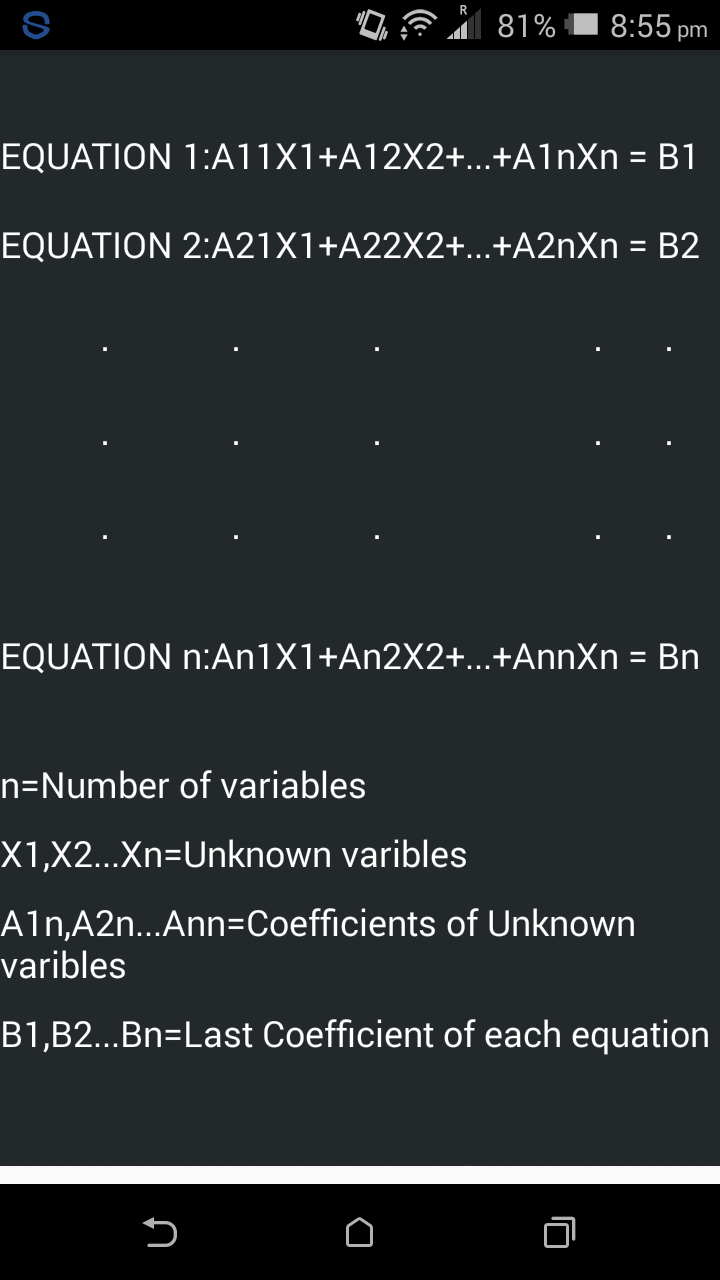 R
81% 8:55 pm
EQUATION 1:A11X1+A12X2+...+A1nXn = B1
EQUATION 2:A21X1+A22X2+...+A2nXn = B2
. . . . .
. . . . .
. . . . .
EQUATION n:An1X1+An2X2+...+AnnXn = Bn
n=Number of variables
X1,X2...Xn=Unknown varibles
A1n,A2n...Ann=Coefficients of Unknown
varibles
B1,B2...Bn=Last Coefficient of each equation